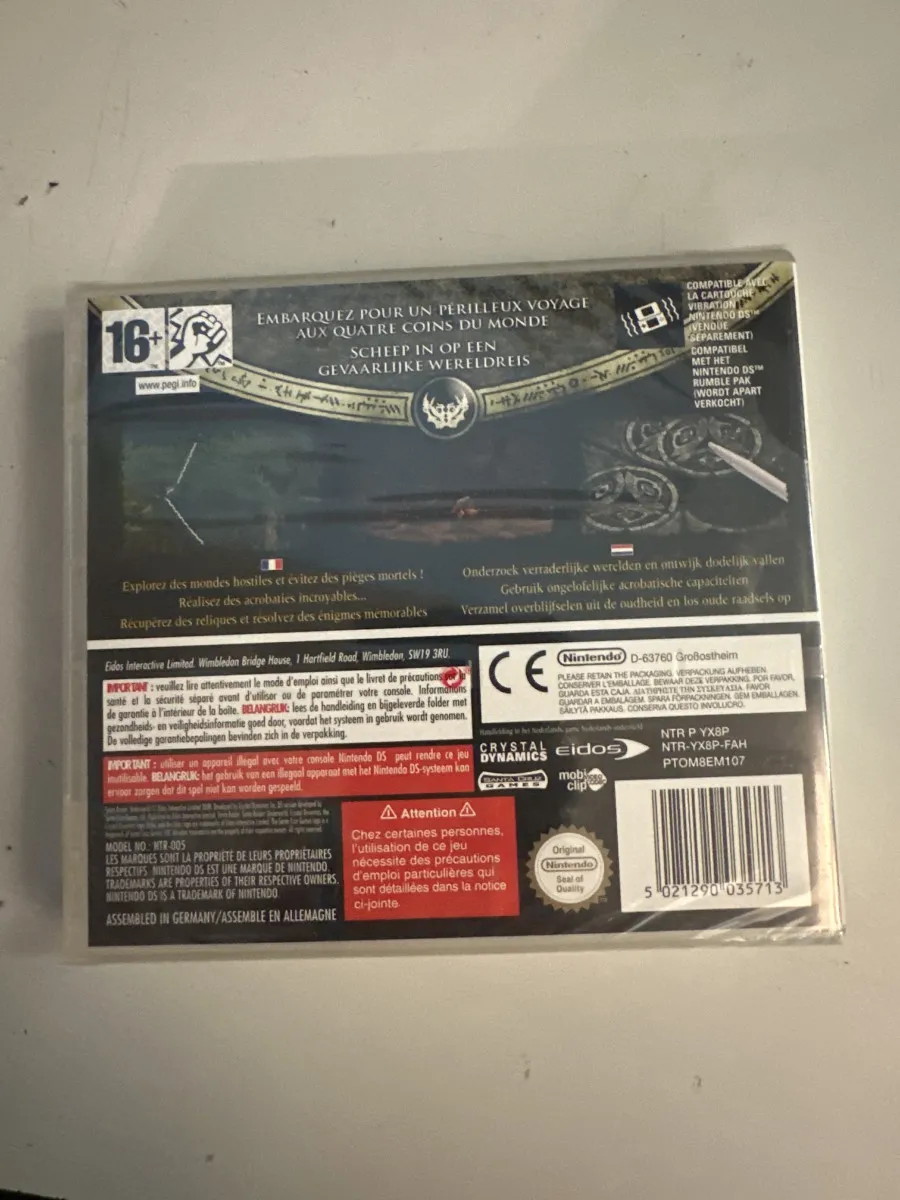 16+
www.pegi.info
EMBARQUEZ POUR UN PÉRILLEUX VOYAGE
AUX QUATRE COINS DU MONDE
SCHEEP IN OP EEN
GEVAARLIJKE WERELDREIS
COMPATIBLE AVEC
LA CARTOUCHE
VIBRATION
NINTENDO DS™
(VENDUE
SÉPARÉMENT)
COMPATIBEL
MET HET
NINTENDO DS™
RUMBLE PAK
(WORDT APART
VERKOCHT)
Explorez des mondes hostiles et évitez des pièges mortels !
Réalisez des acrobaties incroyables...
Récupérez des reliques et résolvez des énigmes mémorables
Onderzoek verraderlijke werelden en ontwijk dodelijk vallen
Gebruik ongelofelijke acrobatische capaciteiten
Verzamel overblijfselen uit de oudheid en los oude raadsels op
Eidos Interactive Limited. Wimbledon Bridge House, 1 Hartfield Road, Wimbledon, SW19 3RU.
IMPORTANT : veuillez lire attentivement le mode d'emploi ainsi que le livret de précautions sur la
santé et la sécurité séparé avant d'utiliser ou de paramétrer votre console. Informations
de garantie à l'intérieur de la boîte. BELANGRIJK: lees de handleiding en bijgeleverde folder met
gezondheids- en veiligheidsinformatie goed door, voordat het systeem in gebruik wordt genomen.
De volledige garantiebepalingen bevinden zich in de verpakking.
IMPORTANT : utiliser un appareil illégal avec votre console Nintendo DS peut rendre ce jeu
inutilisable. BELANGRIJK: het gebruik van een illegaal apparaat met het Nintendo DS-systeem kan
ervoor zorgen dat dit spel niet kan worden gespeeld.
MODEL NO.: NTR-005
LES MARQUES SONT LA PROPRIÉTÉ DE LEURS PROPRIÉTAIRES
RESPECTIFS. NINTENDO DS EST UNE MARQUE DE NINTENDO.
TRADEMARKS ARE PROPERTIES OF THEIR RESPECTIVE OWNERS.
NINTENDO DS IS A TRADEMARK OF NINTENDO.
ASSEMBLED IN GERMANY/ASSEMBLÉ EN ALLEMAGNE
Attention
Chez certaines personnes,
l'utilisation de ce jeu
nécessite des précautions
d'emploi particulières qui
sont détaillées dans la notice
ci-jointe.
CE
Nintendo D-63760 Großostheim
PLEASE RETAIN THE PACKAGING. VERPACKUNG AUFHEBEN.
CONSERVER L'EMBALLAGE. BEWAAR DEZE VERPAKKING. POR FAVOR,
GUARDA ESTA CAJA. ΔΙΑΤΗΡΗΣΤΕ ΤΗΝ ΣΥΣΚΕΥΑΣΙΑ. FAVOR
GUARDAR A EMBALAGEM. SPARA FÖRPACKNINGEN. GEM EMBALLAGEN.
SÄILYTÄ PAKKAUS. CONSERVA QUESTO INVOLUCRO.
Handleiding in het Nederlands
CRYSTAL
DYNAMICS
eidos
SANTA CRUZ
GAMES
mobi
clip
NTR P YX8P
NTR-YX8P-FAH
PTOM8EM107
Original
Nintendo
Seal of
Quality
5 021290 035713